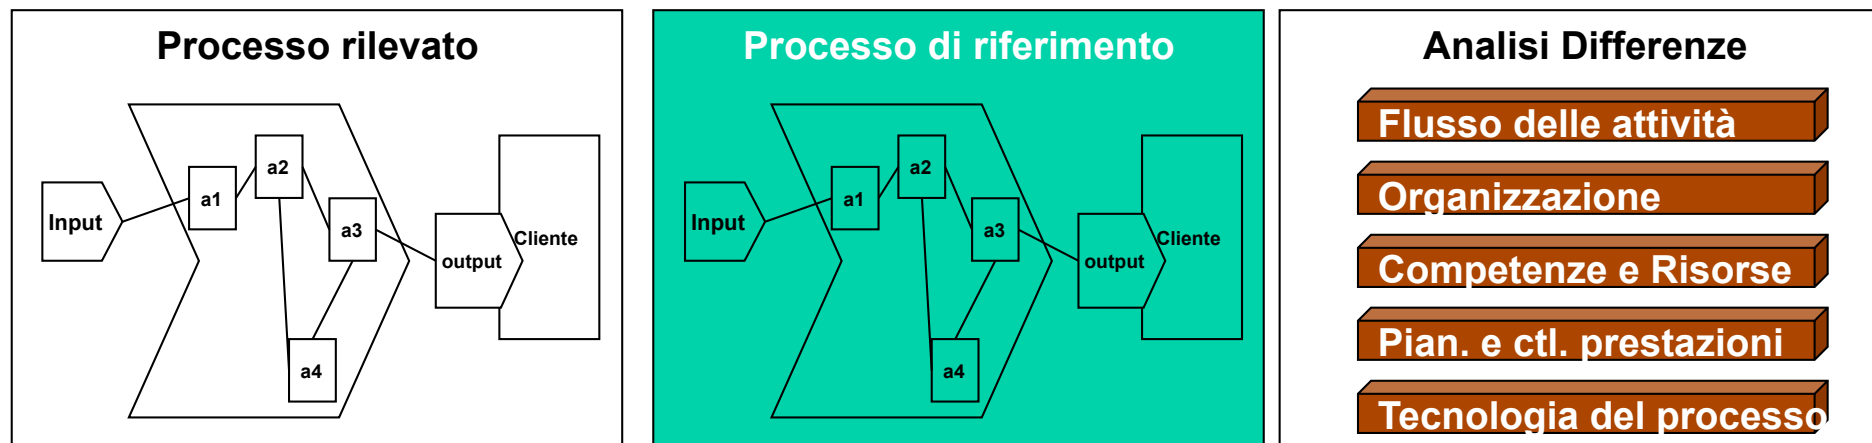 Processo rilevato
Input
a1
a2
a3
a4
output
Cliente
Processo di riferimento
Input
a1
a2
a3
a4
output
Cliente
Analisi Differenze
Flusso delle attività
Organizzazione
Competenze e Risorse
Pian. e ctl. prestazioni
Tecnologia del processo